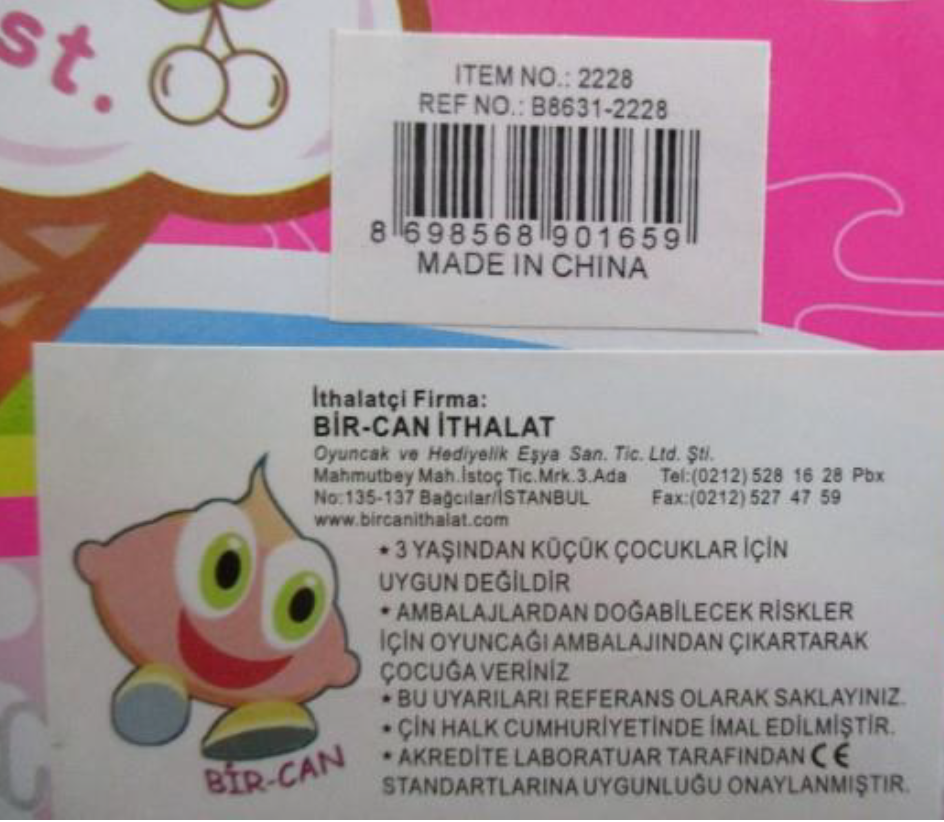 st.
ITEM NO.: 2228
REF NO.: B8631-2228
8 698568 901659
MADE IN CHINA
İthalatçi Firma:
BİR-CAN İTHALAT
Oyuncak ve Hediyelik Eşya San. Tic. Ltd. Şti.
Mahmutbey Mah.İstoç Tic.Mrk.3.Ada Tel:(0212) 528 16 28 Pbx
No:135-137 Bağcılar/İSTANBUL Fax:(0212) 527 47 59
www.bircanithalat.com
* 3 YAŞINDAN KÜÇÜK ÇOCUKLAR İÇİN
UYGUN DEĞİLDİR
* AMBALAJLARDAN DOĞABİLECEK RİSKLER
İÇİN OYUNCAĞI AMBALAJINDAN ÇIKARTARAK
ÇOCUĞA VERİNİZ
* BU UYARILARI REFERANS OLARAK SAKLAYINIZ.
* ÇİN HALK CUMHURİYETİNDE İMAL EDİLMİŞTİR.
* AKREDİTE LABORATUAR TARAFINDAN CE
STANDARTLARINA UYGUNLUĞU ONAYLANMIŞTIR.
BİR-CAN